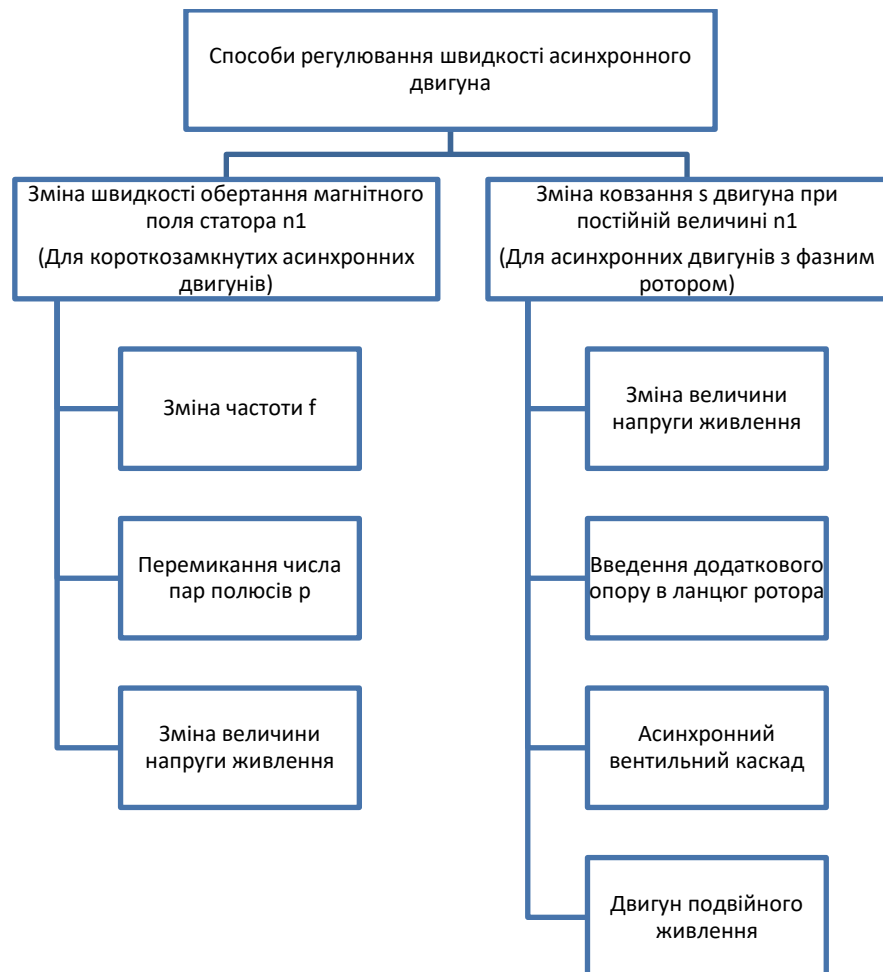 Способи регулювання швидкості асинхронного
двигуна
Зміна швидкості обертання магнітного
поля статора n1
(Для короткозамкнутих асинхронних
двигунів)
Зміна частоти f
Перемикання числа
пар полюсів p
Зміна величини
напруги живлення
Зміна ковзання s двигуна при
постійній величині n1
(Для асинхронних двигунів з фазним
ротором)
Зміна величини
напруги живлення
Введення додаткового
опору в ланцюг ротора
Асинхронний
вентильний каскад
Двигун подвійного
живлення